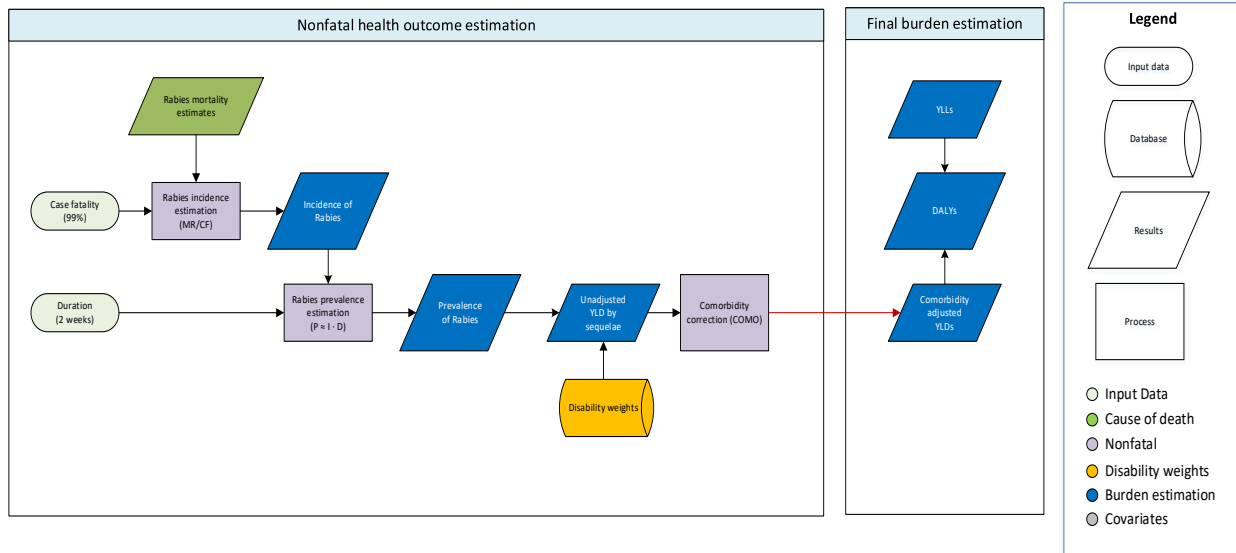 Nonfatal health outcome estimation
Final burden estimation
Legend
Rabies mortality
estimates
Case fatality
(99%)
Rabies incidence
estimation
(MR/CF)
Incidence of
Rabies
Duration
(2 weeks)
Rabies prevalence
estimation
(P ≈ I · D)
Prevalence
of Rabies
Unadjusted
YLD by
sequelae
Comorbidity
correction (COMO)
Disability weights
YLLs
DALYs
Comorbidity
adjusted
YLDs
Input data
Database
Results
Process
Input Data
Cause of death
Nonfatal
Disability weights
Burden estimation
Covariates